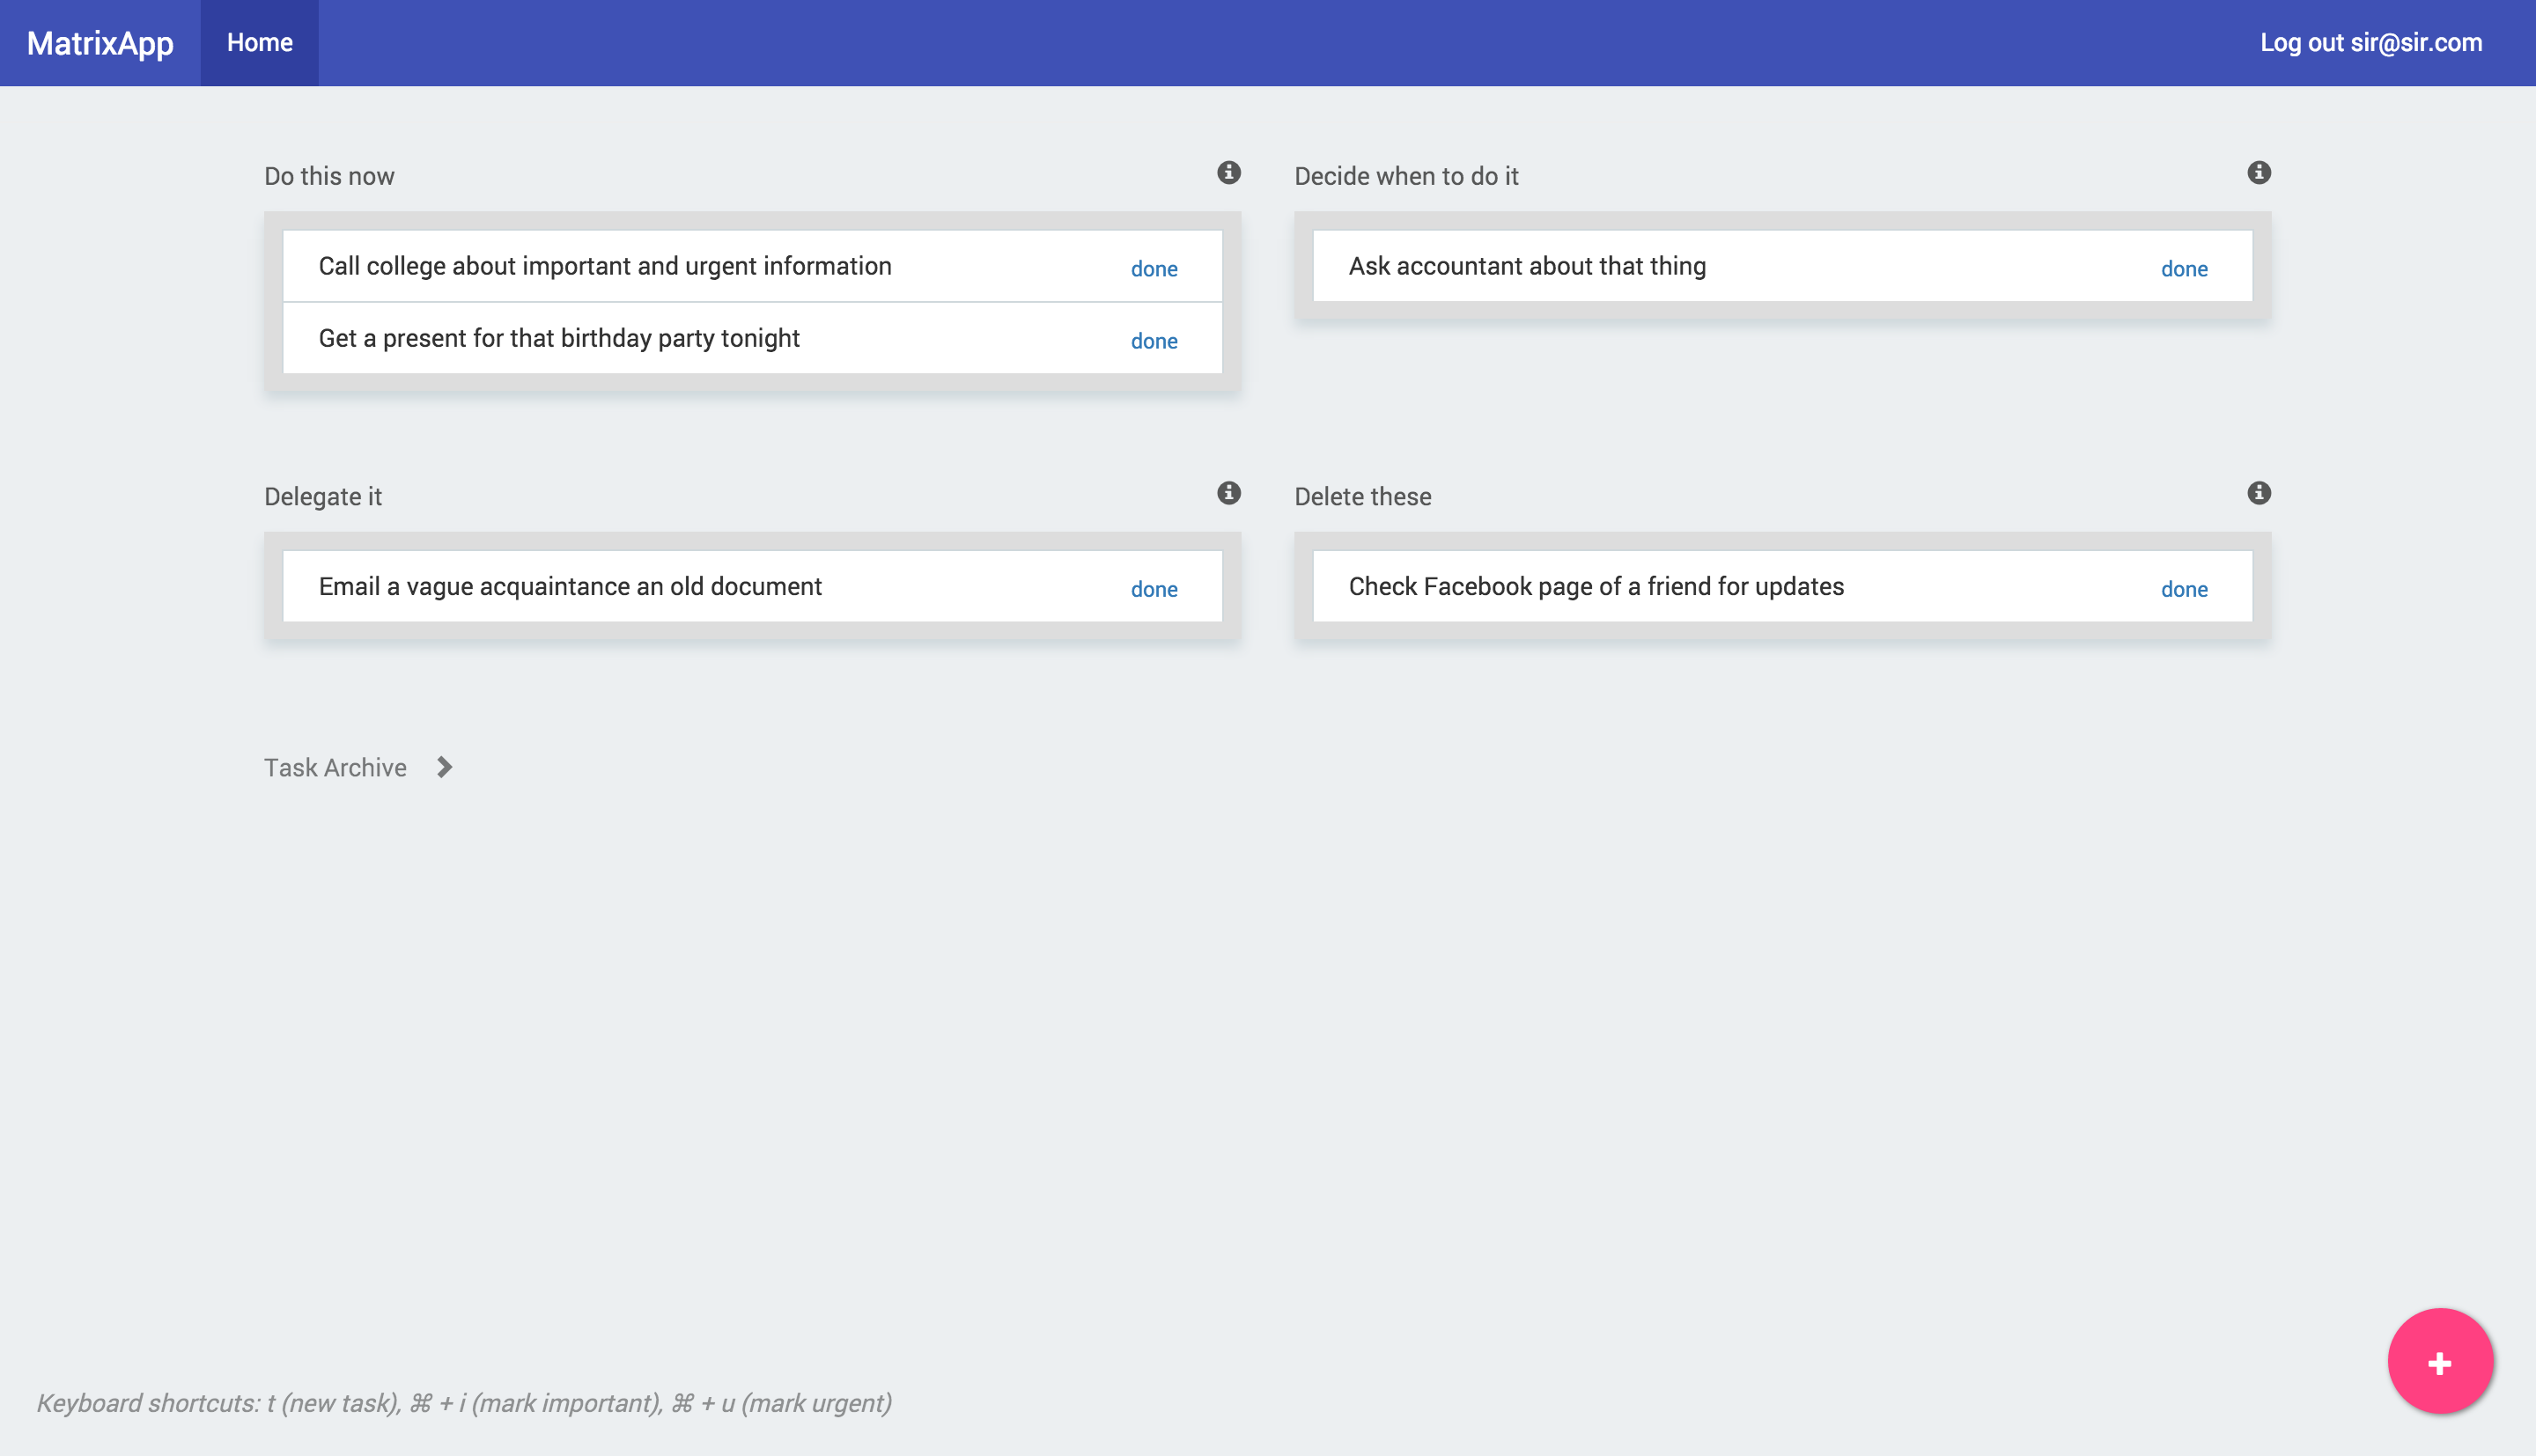 MatrixApp
Home
Log out sir@sir.com
Do this now
Call college about important and urgent information
done
Get a present for that birthday party tonight
done
Decide when to do it
Ask accountant about that thing
done
Delegate it
Email a vague acquaintance an old document
done
Delete these
Check Facebook page of a friend for updates
done
Task Archive
Keyboard shortcuts: t (new task), ⌘ + i (mark important), ⌘ + u (mark urgent)